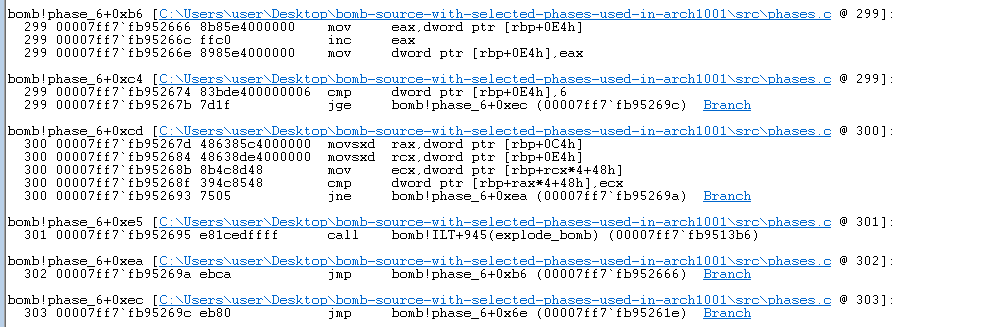 bomb!phase_6+0xb6 [C:\Users\user\Desktop\bomb-source-with-selected-phases-used-in-arch1001\src\phases.c @ 299]:
299 00007ff7`fb952666 8b85e4000000 mov eax,dword ptr [rbp+0E4h]
299 00007ff7`fb95266c ffc0 inc eax
299 00007ff7`fb95266e 8985e4000000 mov dword ptr [rbp+0E4h],eax
bomb!phase_6+0xc4 [C:\Users\user\Desktop\bomb-source-with-selected-phases-used-in-arch1001\src\phases.c @ 299]:
299 00007ff7`fb952674 83bde400000006 cmp dword ptr [rbp+0E4h],6
299 00007ff7`fb95267b 7d1f jge bomb!phase_6+0xec (00007ff7`fb95269c) Branch
bomb!phase_6+0xcd [C:\Users\user\Desktop\bomb-source-with-selected-phases-used-in-arch1001\src\phases.c @ 300]:
300 00007ff7`fb95267d 486385c4000000 movsxd rax,dword ptr [rbp+0C4h]
300 00007ff7`fb952684 48638de4000000 movsxd rcx,dword ptr [rbp+0E4h]
300 00007ff7`fb95268b 8b4c8d48 mov ecx,dword ptr [rbp+rcx*4+48h]
300 00007ff7`fb95268f 394c8548 cmp dword ptr [rbp+rax*4+48h],ecx
300 00007ff7`fb952693 7505 jne bomb!phase_6+0xea (00007ff7`fb95269a) Branch
bomb!phase_6+0xe5 [C:\Users\user\Desktop\bomb-source-with-selected-phases-used-in-arch1001\src\phases.c @ 301]:
301 00007ff7`fb952695 e81cedffff call bomb!ILT+945(explode_bomb) (00007ff7`fb9513b6)
bomb!phase_6+0xea [C:\Users\user\Desktop\bomb-source-with-selected-phases-used-in-arch1001\src\phases.c @ 302]:
302 00007ff7`fb95269a ebca jmp bomb!phase_6+0xb6 (00007ff7`fb952666) Branch
bomb!phase_6+0xec [C:\Users\user\Desktop\bomb-source-with-selected-phases-used-in-arch1001\src\phases.c @ 303]:
303 00007ff7`fb95269c eb80 jmp bomb!phase_6+0x6e (00007ff7`fb95261e) Branch